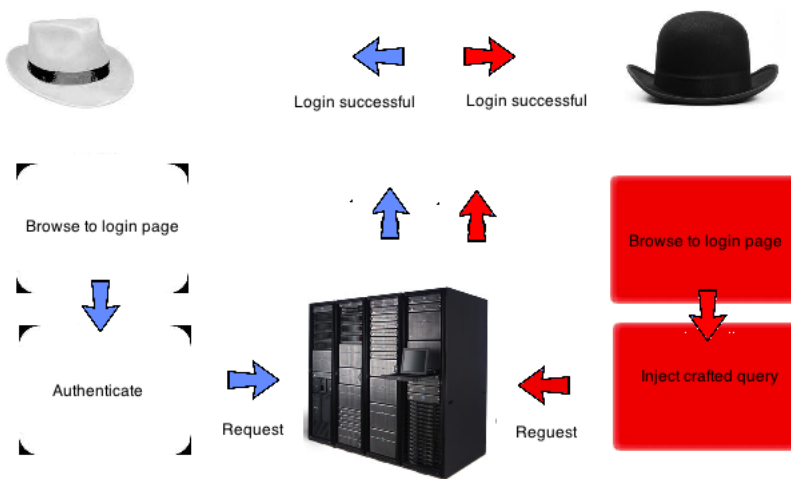 Login successful
Login successful
Browse to login page
Browse to login page
Authenticate
Inject crafted query
Request
Reguest